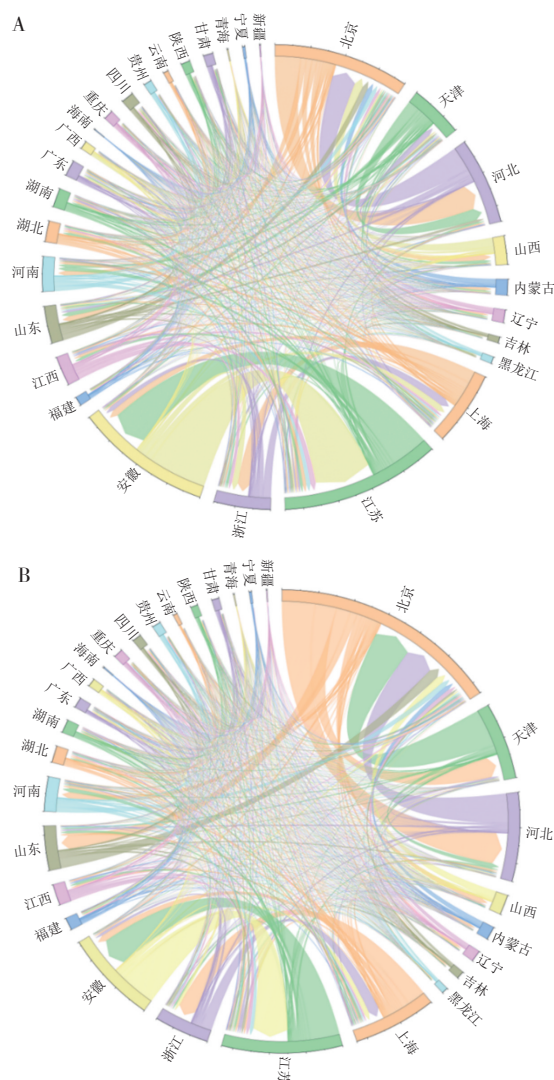 A
北京
天津
河北
山西
内蒙古
辽宁
吉林
黑龙江
上海
江苏
浙江
安徽
福建
江西
山东
河南
湖北
湖南
广东
广西
海南
重庆
四川
贵州
云南
陕西
甘肃
青海
宁夏
新疆
B
北京
天津
河北
山西
内蒙古
辽宁
吉林
黑龙江
上海
江苏
浙江
安徽
福建
江西
山东
河南
湖北
湖南
广东
广西
海南
重庆
四川
贵州
云南
陕西
甘肃
青海
宁夏
新疆